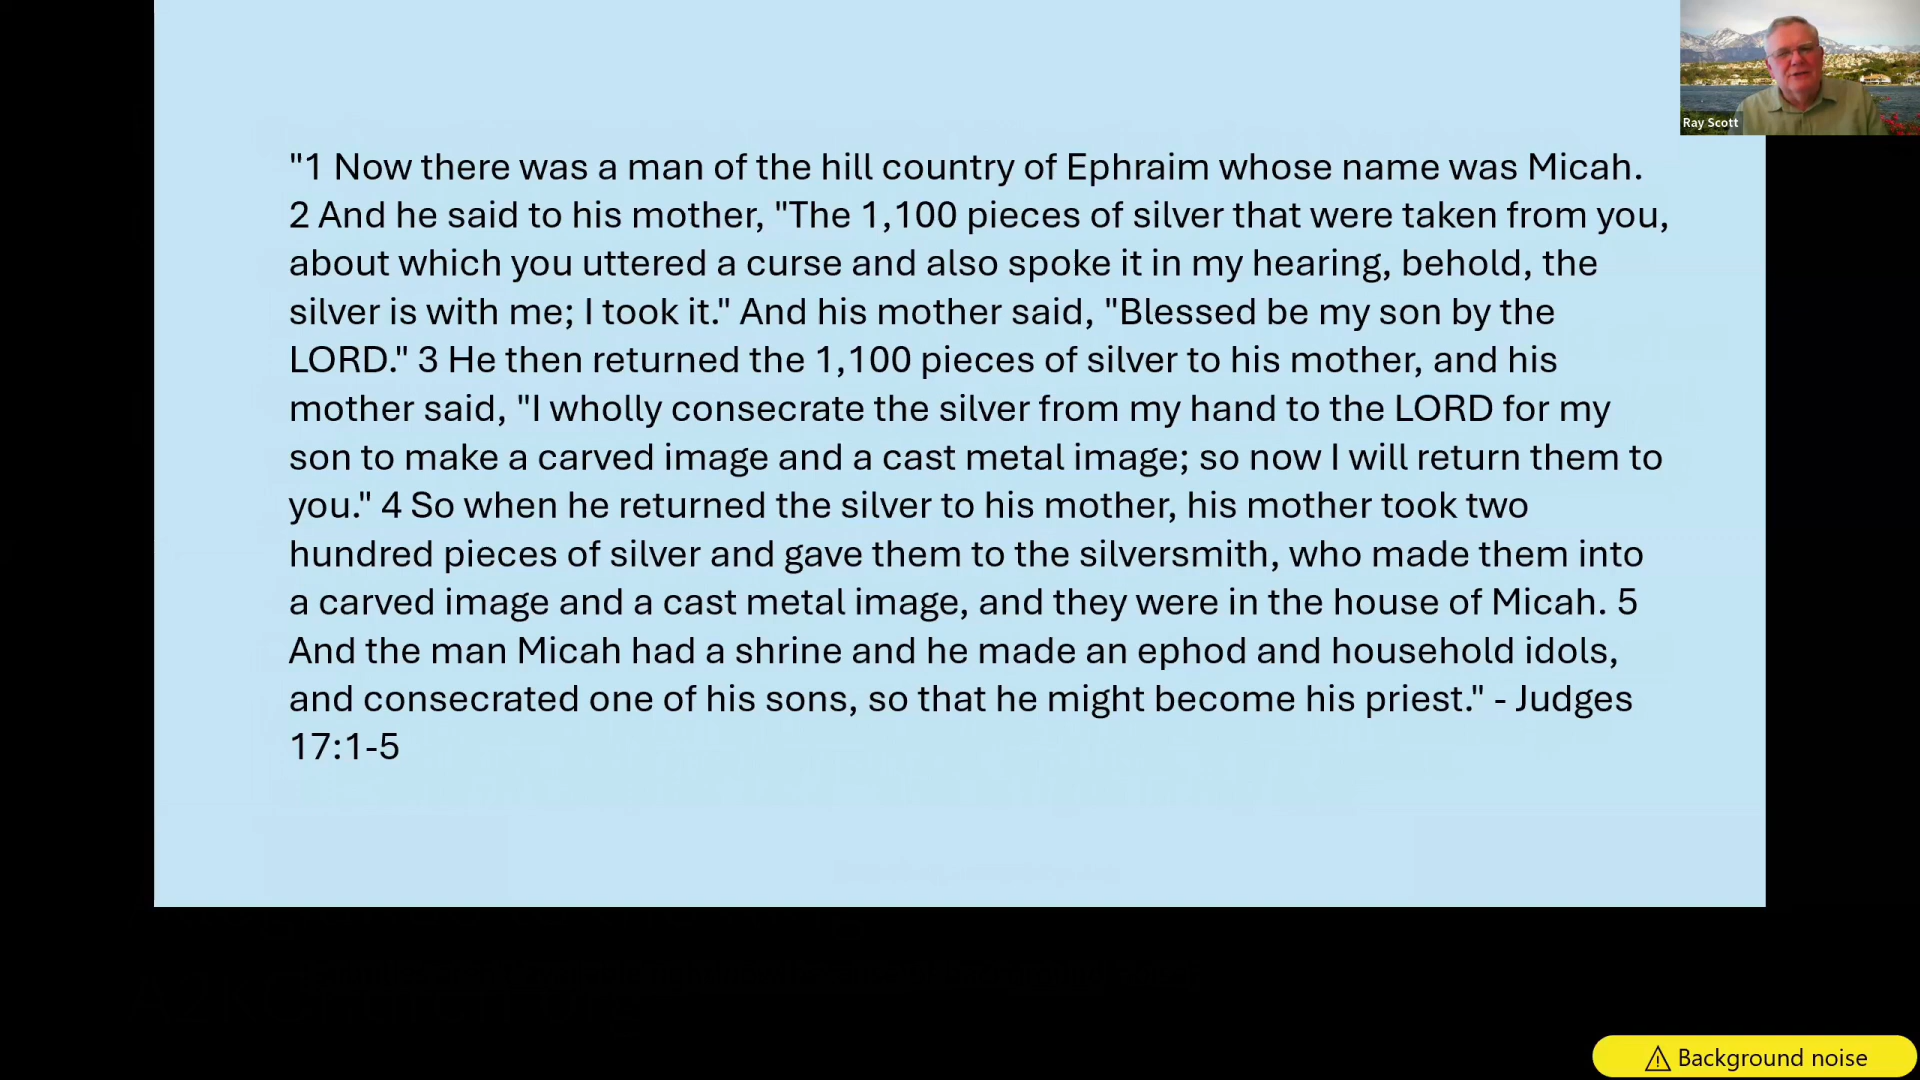 Ray Scott
"1 Now there was a man of the hill country of Ephraim whose name was Micah.
2 And he said to his mother, "The 1,100 pieces of silver that were taken from you,
about which you uttered a curse and also spoke it in my hearing, behold, the
silver is with me; I took it." And his mother said, "Blessed be my son by the
LORD." 3 He then returned the 1,100 pieces of silver to his mother, and his
mother said, "I wholly consecrate the silver from my hand to the LORD for my
son to make a carved image and a cast metal image; so now I will return them to
you." 4 So when he returned the silver to his mother, his mother took two
hundred pieces of silver and gave them to the silversmith, who made them into
a carved image and a cast metal image, and they were in the house of Micah. 5
And the man Micah had a shrine and he made an ephod and household idols,
and consecrated one of his sons, so that he might become his priest." - Judges
17:1-5
Background noise